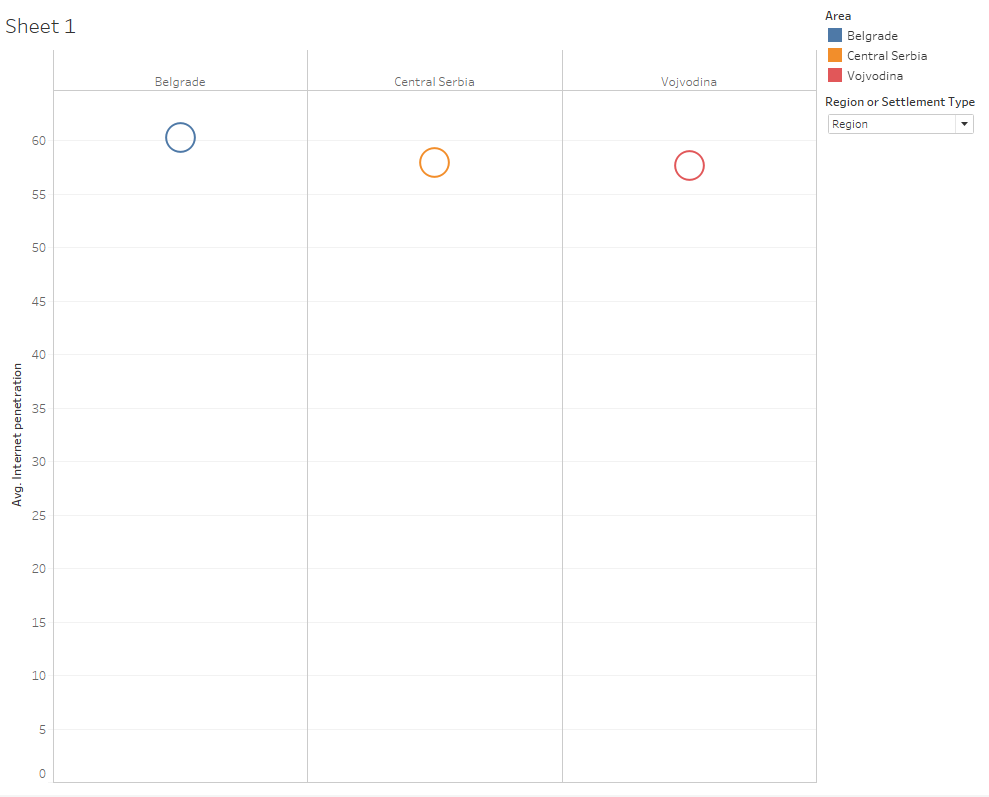 Sheet 1
Belgrade
Central Serbia
Vojvodina
60
55
50
45
40
35
30
25
20
15
10
5
0
Avg. Internet penetration
Area
Belgrade
Central Serbia
Vojvodina
Region or Settlement Type
Region